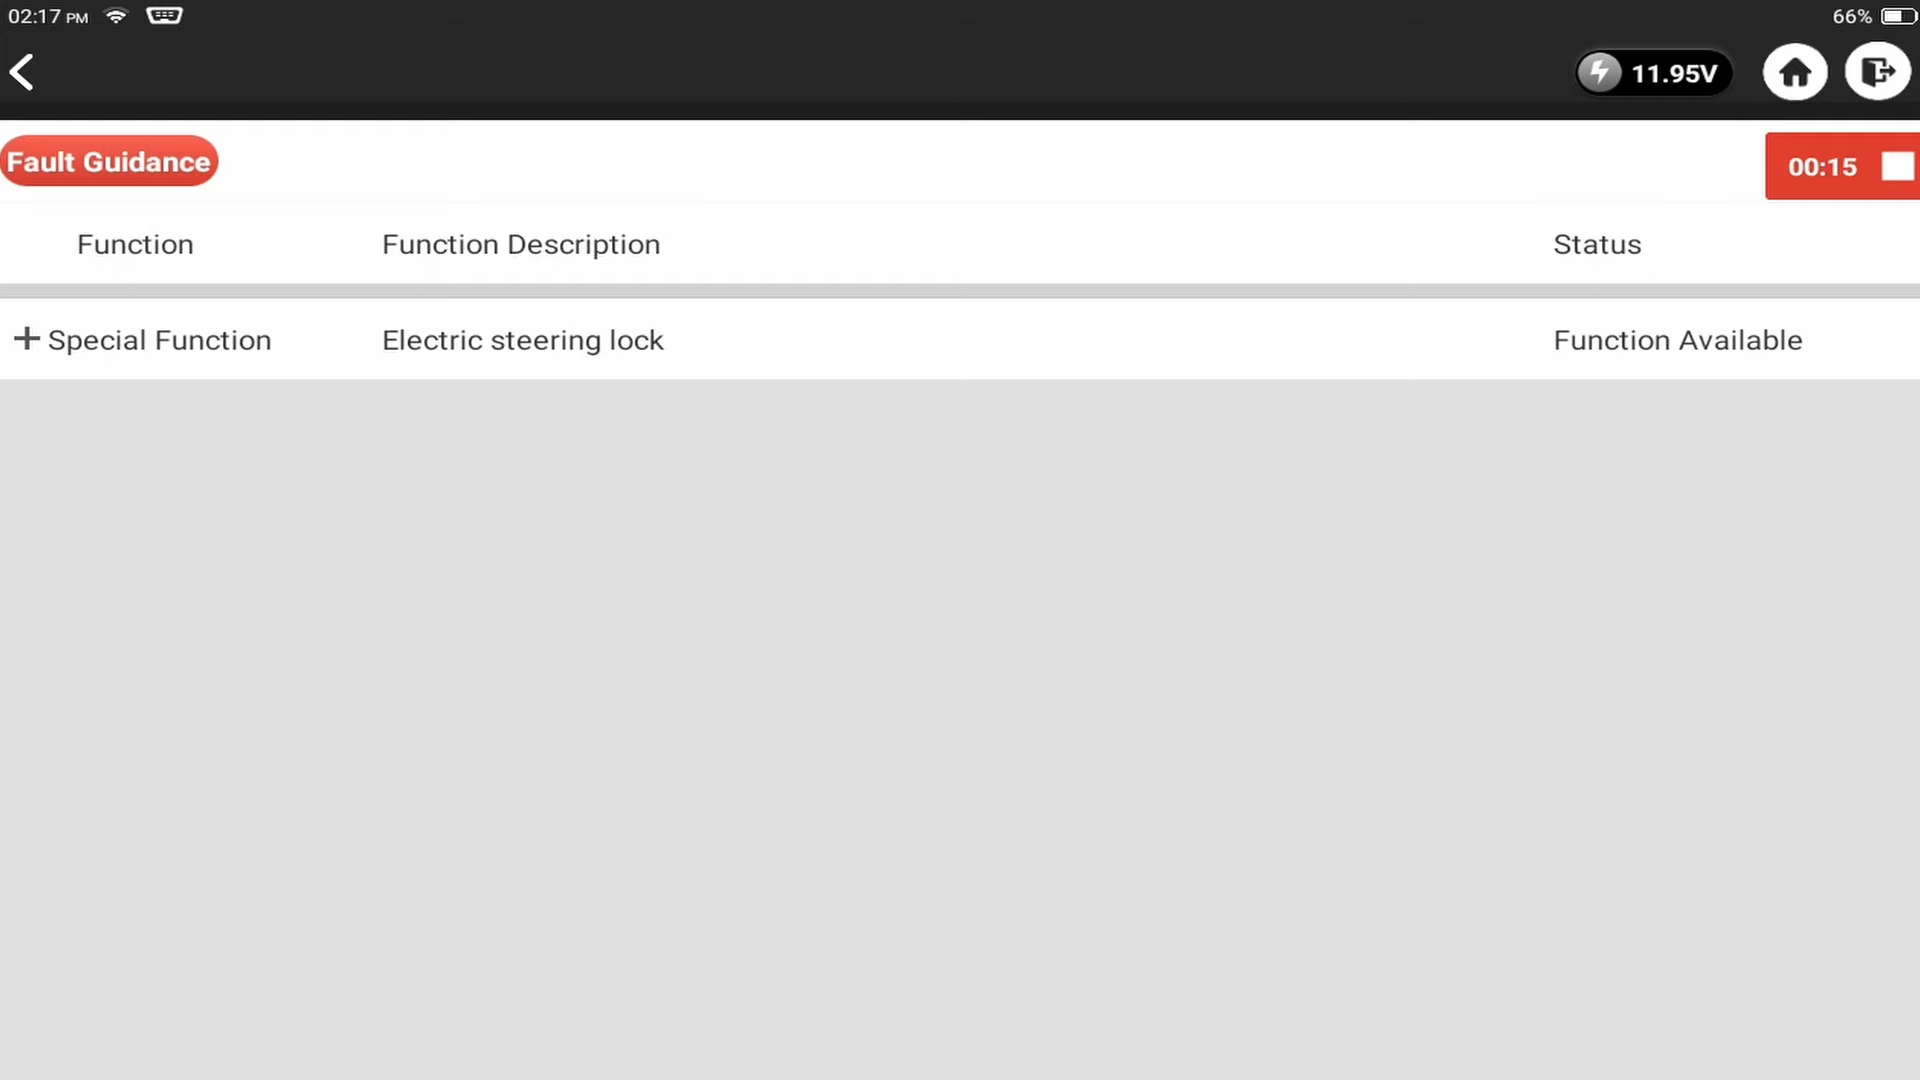 02:17 PM 66%
11.95V
Fault Guidance
00:15
Function Function Description Status
Special Function Electric steering lock Function Available